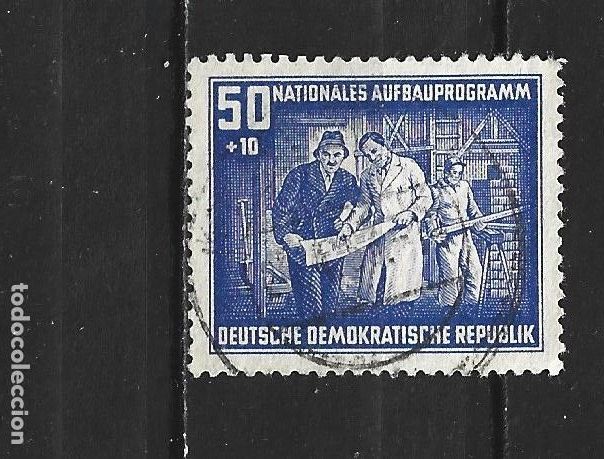 50 NATIONALES AUFBAUPROGRAMM
+10
DEUTSCHE DEMOKRATISCHE REPUBLIK
todocoleccion